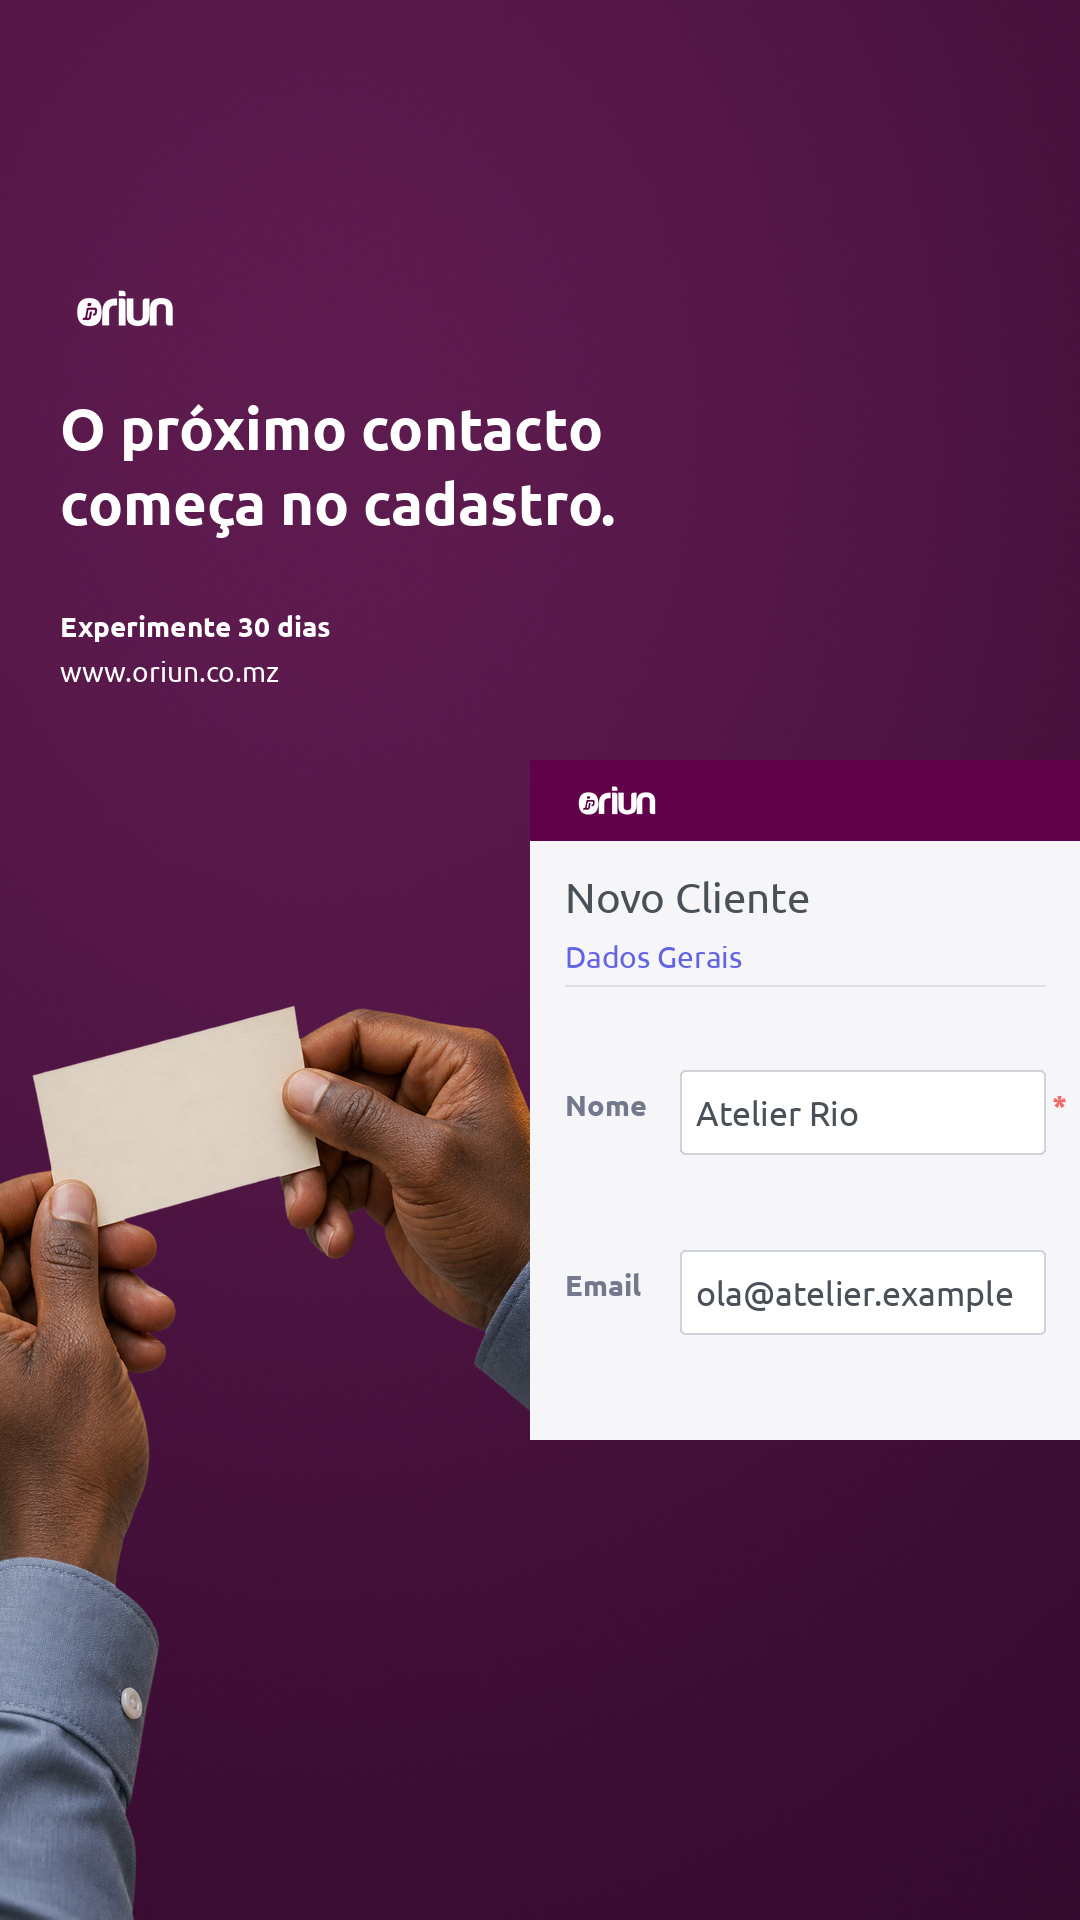 oriun
O próximo contacto
começa no cadastro.
Experimente 30 dias
www.oriun.co.mz
oriun
Novo Cliente
Dados Gerais
Nome
Atelier Rio
*
Email
ola@atelier.example